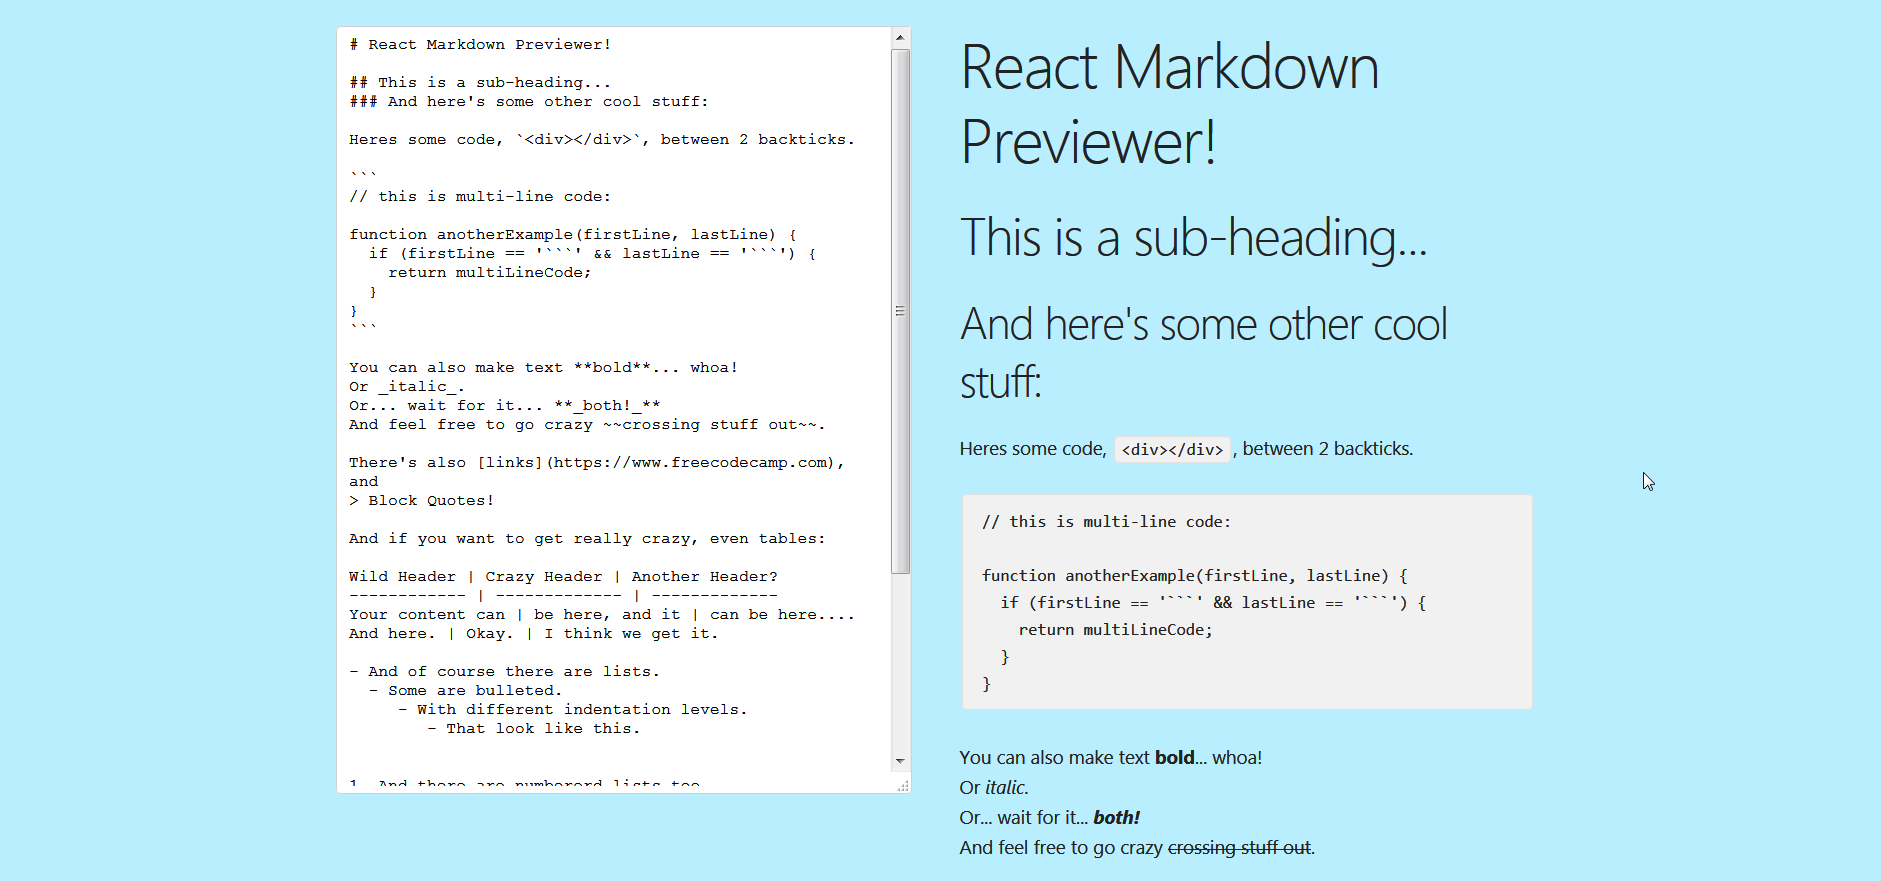 # React Markdown Previewer!
## This is a sub-heading...
### And here's some other cool stuff:
Heres some code, `<div></div>`, between 2 backticks.
```
// this is multi-line code:
function anotherExample(firstLine, lastLine) {
  if (firstLine == '```' && lastLine == '```') {
    return multiLineCode;
  }
}
```
You can also make text **bold**... whoa!
Or _italic_.
Or... wait for it... **_both!_**
And feel free to go crazy ~~crossing stuff out~~.
There's also [links](https://www.freecodecamp.com),
and
> Block Quotes!
And if you want to get really crazy, even tables:
Wild Header | Crazy Header | Another Header?
------------ | ------------- | -------------
Your content can | be here, and it | can be here....
And here. | Okay. | I think we get it.
- And of course there are lists.
  - Some are bulleted.
     - With different indentation levels.
        - That look like this.
1. And there are numbererd lists too.
React Markdown
Previewer!
This is a sub-heading...
And here's some other cool
stuff:
Heres some code, <div></div>, between 2 backticks.
// this is multi-line code:
function anotherExample(firstLine, lastLine) {
  if (firstLine == '```' && lastLine == '```') {
    return multiLineCode;
  }
}
You can also make text bold... whoa!
Or italic.
Or... wait for it... both!
And feel free to go crazy crossing stuff out.